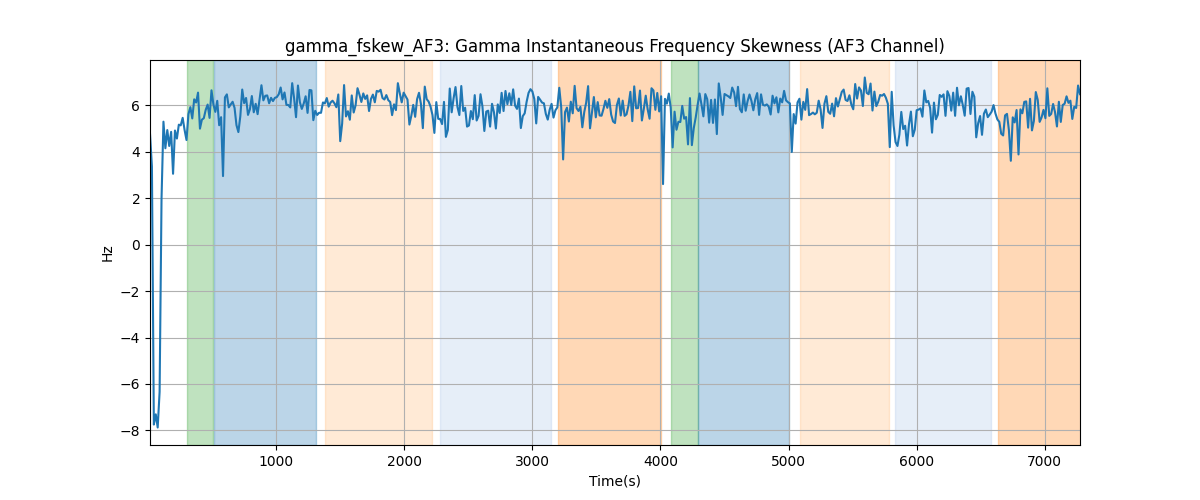 gamma_fskew_AF3: Gamma Instantaneous Frequency Skewness (AF3 Channel)
6
4
2
0
−2
−4
−6
−8
Hz
1000 2000 3000 4000 5000 6000 7000
Time(s)